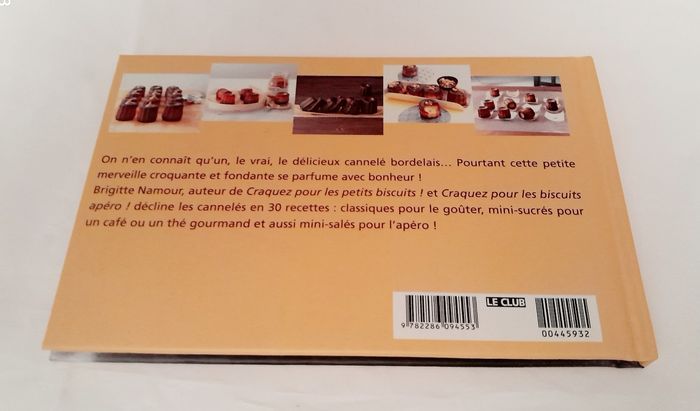 On n'en connaît qu'un, le vrai, le délicieux cannelé bordelais... Pourtant cette petite
merveille croquante et fondante se parfume avec bonheur !
Brigitte Namour, auteur de Craquez pour les petits biscuits ! et Craquez pour les biscuits
apéro ! décline les cannelés en 30 recettes : classiques pour le goûter, mini-sucrés pour
un café ou un thé gourmand et aussi mini-salés pour l'apéro !
LE CLUB
9 782286 094553
00445932